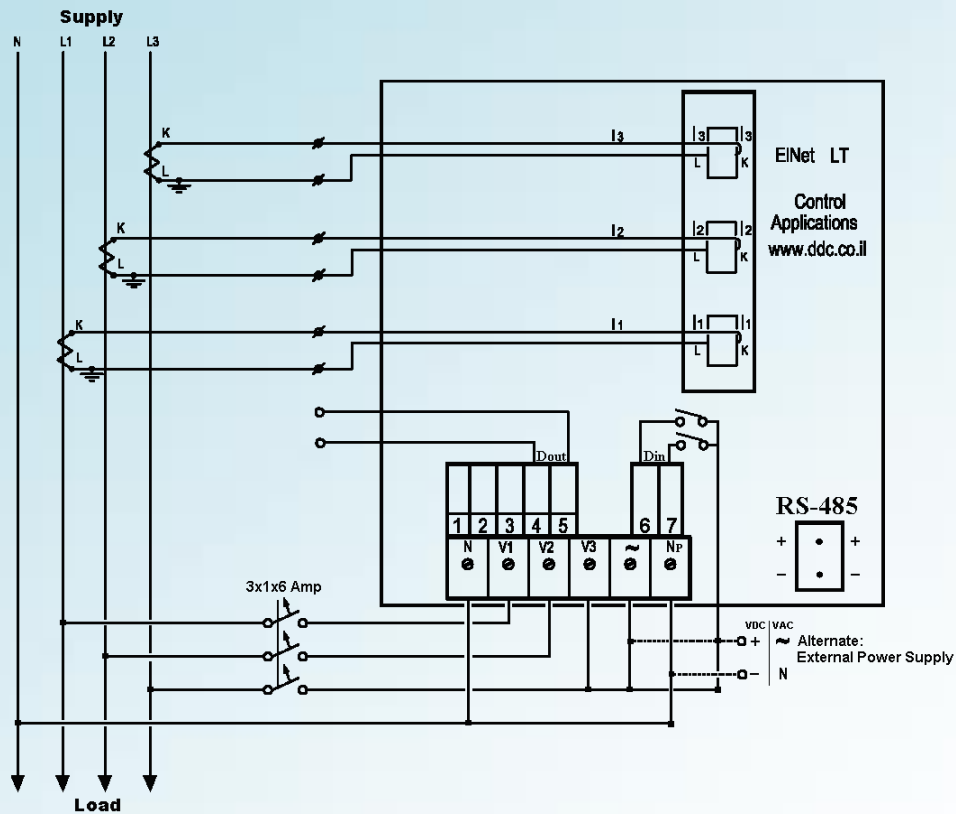 Supply
N L1 L2 L3
K
L
I3
I3 I3
L K
ElNet LT
Control
Applications
www.ddc.co.il
K
L
I2
I2 I2
L K
K
L
I1
I1 I1
L K
Dout Din
RS-485
1 2 3 4 5 6 7
+ +
- -
N V1 V2 V3 ~ NP
3x1x6 Amp
VDC VAC
+ ~ Alternate:
External Power Supply
- N
Load